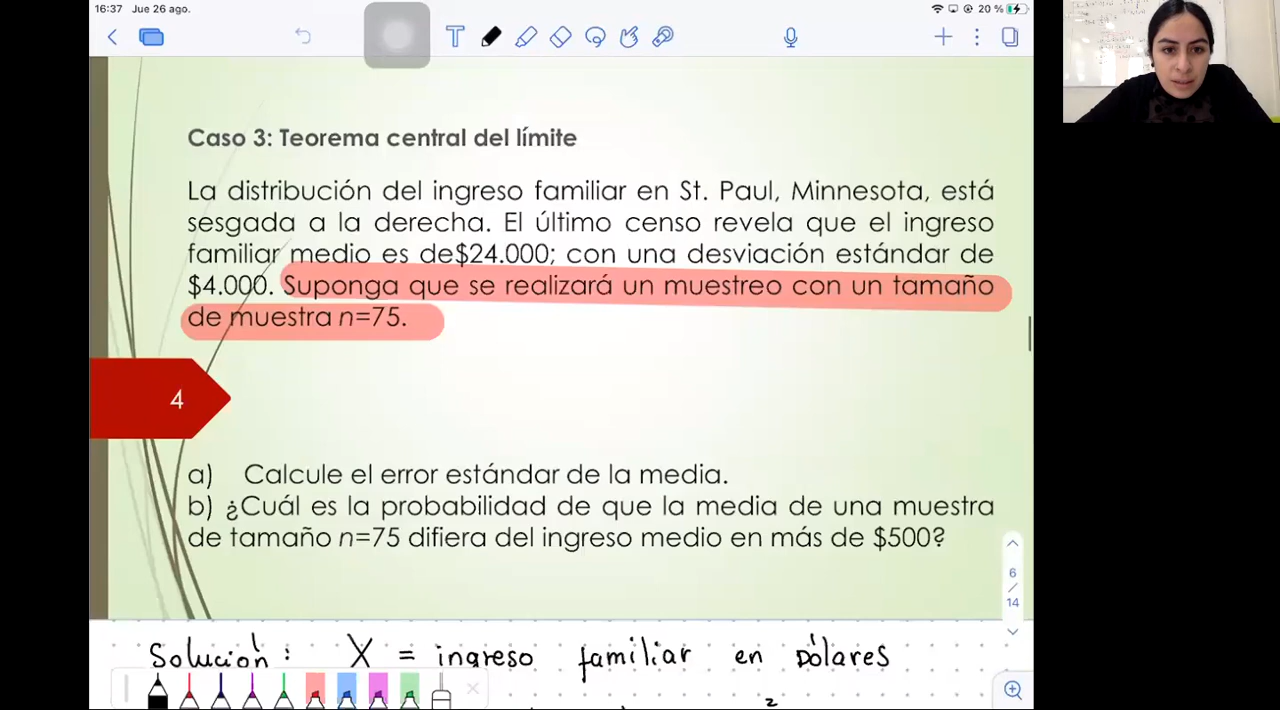 16:37 Jue 26 ago.
20 %
T
Caso 3: Teorema central del límite
La distribución del ingreso familiar en St. Paul, Minnesota, está
sesgada a la derecha. El último censo revela que el ingreso
familiar medio es de$24.000; con una desviación estándar de
$4.000. Suponga que se realizará un muestreo con un tamaño
de muestra n=75.
4
a) Calcule el error estándar de la media.
b) ¿Cuál es la probabilidad de que la media de una muestra
de tamaño n=75 difiera del ingreso medio en más de $500?
6
/
14
Solución: X = ingreso familiar en Dólares
2